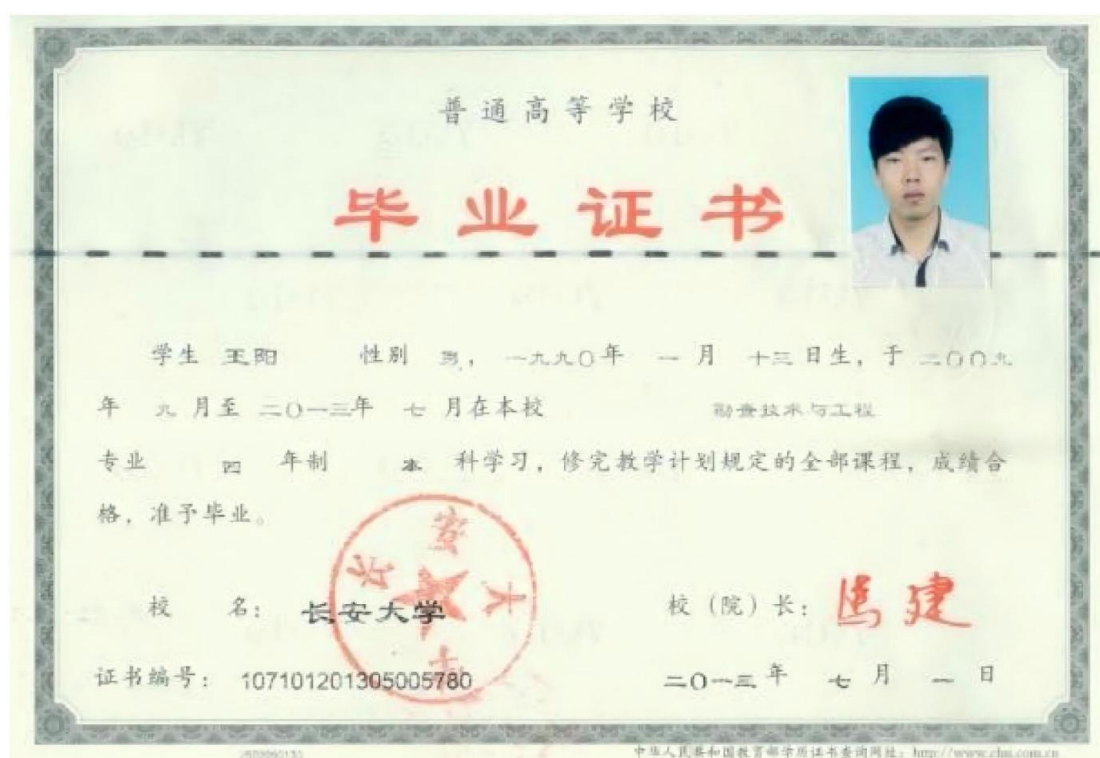 普通高等学校
毕业证书
学生 王阳 性别 男，一九九〇年 一月 十三日生，于 二〇〇九
年 九月至 二〇一三年 七月在本校 勘查技术与工程
专业 四 年制 本 科学习，修完教学计划规定的全部课程，成绩合
格，准予毕业。
长安大学
校 名： 长安大学 校（院）长： 马建
证书编号： 107101201305005780 二〇一三年 七月 一日
中华人民共和国教育部学历证书查询网址：http://www.chsi.com.cn